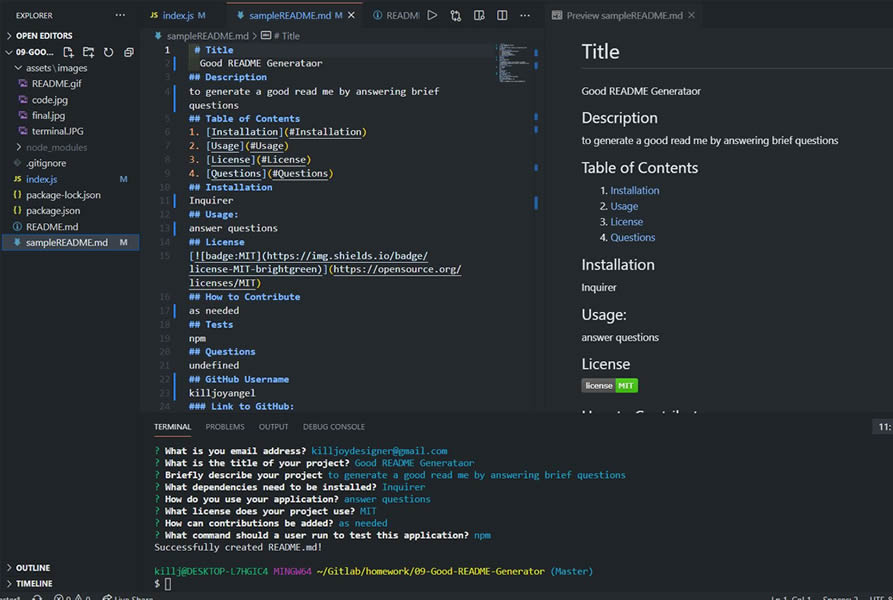 EXPLORER
index.js M
sampleREADME.md M
READM
Preview sampleREADME.md
OPEN EDITORS
09-GOO...
assets\images
README.gif
code.jpg
final.jpg
terminal.JPG
node_modules
.gitignore
index.js M
package-lock.json
package.json
README.md
sampleREADME.md M
OUTLINE
TIMELINE
sampleREADME.md > # Title
1 # Title
2 Good README Generataor
3 ## Description
4 to generate a good read me by answering brief
questions
5 ## Table of Contents
6 1. [Installation](#Installation)
7 2. [Usage](#Usage)
8 3. [License](#License)
9 4. [Questions](#Questions)
10 ## Installation
11 Inquirer
12 ## Usage:
13 answer questions
14 ## License
15 [![badge:MIT](https://img.shields.io/badge/
license-MIT-brightgreen)](https://opensource.org/
licenses/MIT)
16 ## How to Contribute
17 as needed
18 ## Tests
19 npm
20 ## Questions
21 undefined
22 ## GitHub Username
23 killjoyangel
24 ### Link to GitHub:
Title
Good README Generataor
Description
to generate a good read me by answering brief questions
Table of Contents
1. Installation
2. Usage
3. License
4. Questions
Installation
Inquirer
Usage:
answer questions
License
license MIT
TERMINAL PROBLEMS OUTPUT DEBUG CONSOLE
11:
? What is you email address? killjoydesigner@gmail.com
? What is the title of your project? Good README Generataor
? Briefly describe your project to generate a good read me by answering brief questions
? What dependencies need to be installed? Inquirer
? How do you use your application? answer questions
? What license does your project use? MIT
? How can contributions be added? as needed
? What command should a user run to test this application? npm
Successfully created README.md!
killj@DESKTOP-L7HGIC4 MINGW64 ~/Gitlab/homework/09-Good-README-Generator (Master)
$